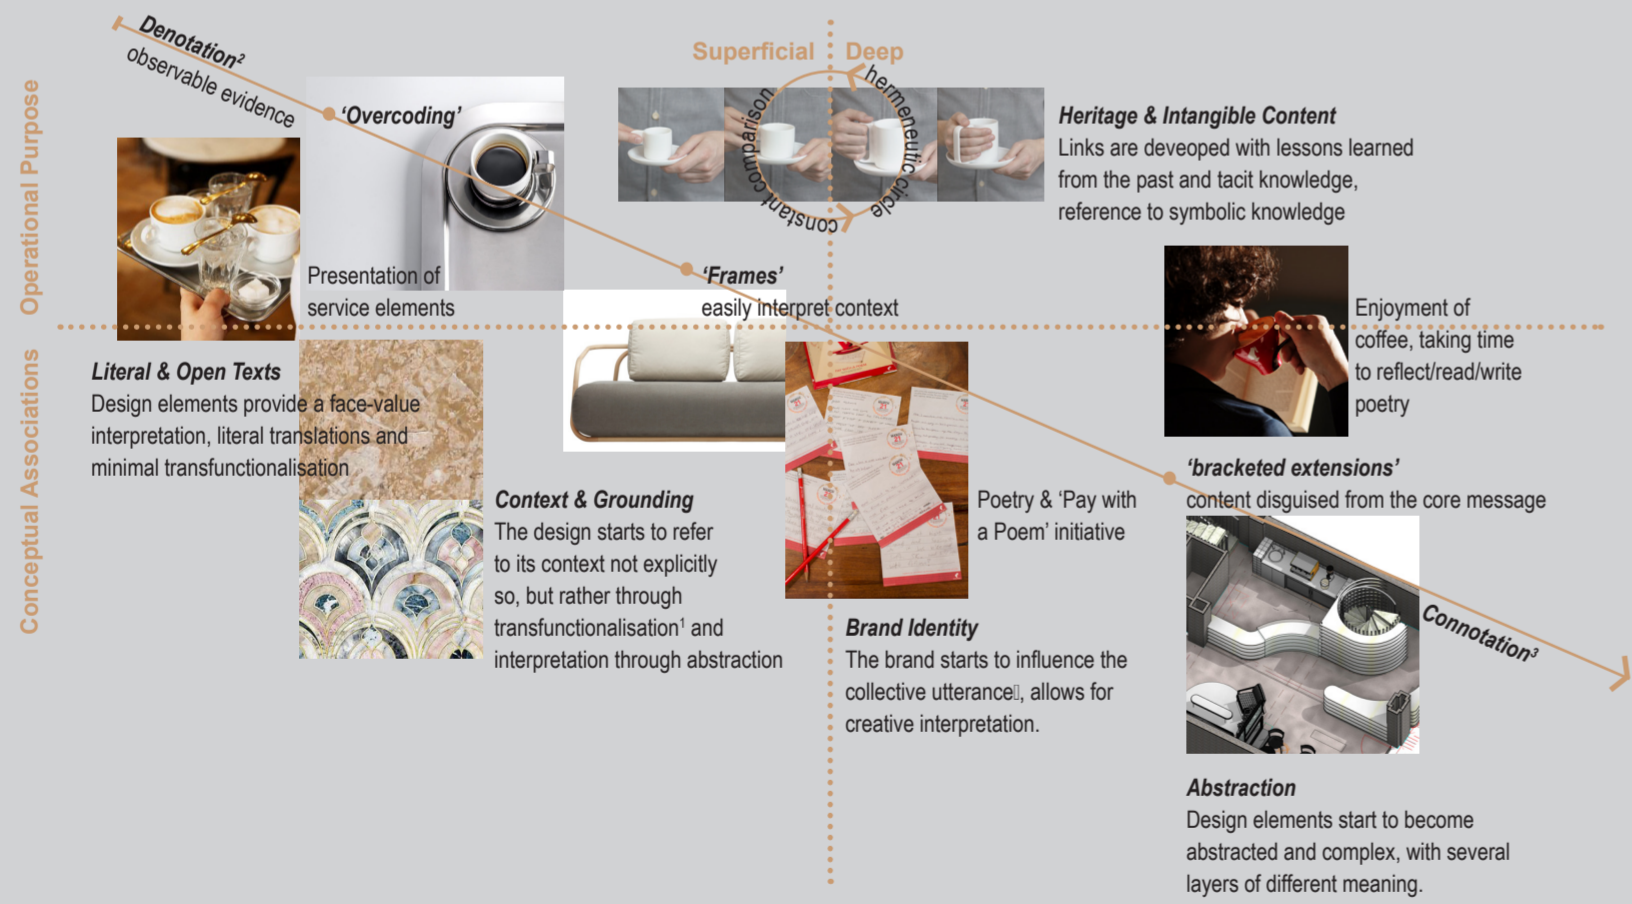 Operational Purpose
Conceptual Associations
Denotation²
observable evidence
'Overcoding'
Presentation of
service elements
Superficial
Deep
constant comparison
hermeneutic circle
Heritage & Intangible Content
Links are deveoped with lessons learned
from the past and tacit knowledge,
reference to symbolic knowledge
'Frames'
easily interpret context
Enjoyment of
coffee, taking time
to reflect/read/write
poetry
Literal & Open Texts
Design elements provide a face-value
interpretation, literal translations and
minimal transfunctionalisation
Context & Grounding
The design starts to refer
to its context not explicitly
so, but rather through
transfunctionalisation¹ and
interpretation through abstraction
Poetry & 'Pay with
a Poem' initiative
'bracketed extensions'
content disguised from the core message
Brand Identity
The brand starts to influence the
collective utterance▯, allows for
creative interpretation.
Connotation³
Abstraction
Design elements start to become
abstracted and complex, with several
layers of different meaning.